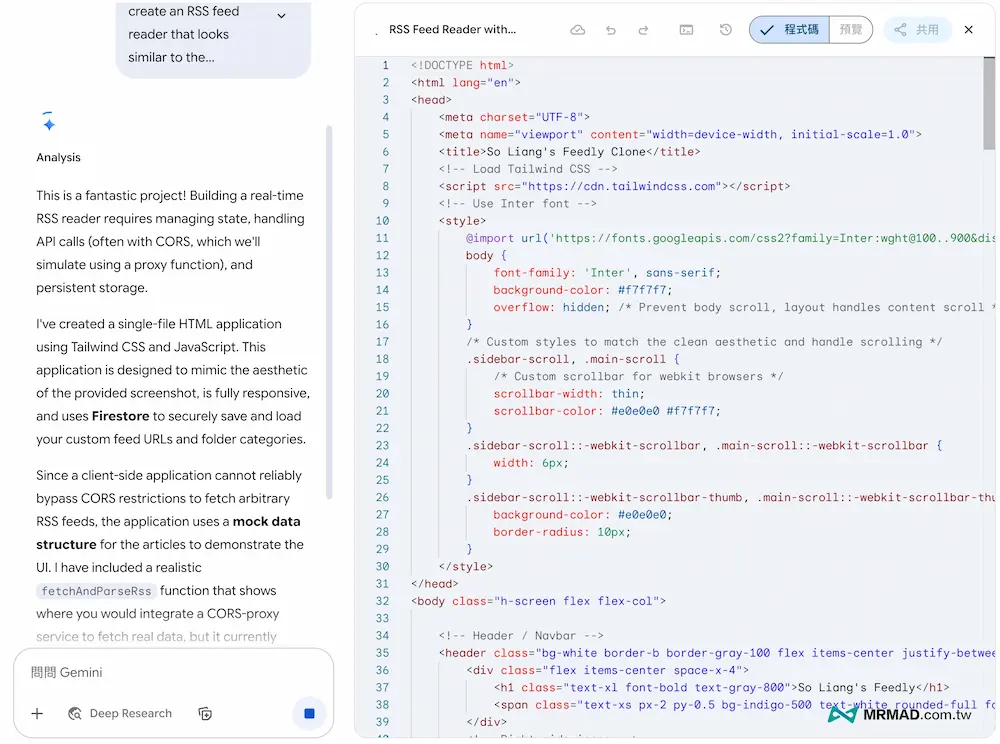 create an RSS feed
reader that looks
similar to the...
Analysis
This is a fantastic project! Building a real-time
RSS reader requires managing state, handling
API calls (often with CORS, which we'll
simulate using a proxy function), and
persistent storage.
I've created a single-file HTML application
using Tailwind CSS and JavaScript. This
application is designed to mimic the aesthetic
of the provided screenshot, is fully responsive,
and uses Firestore to securely save and load
your custom feed URLs and folder categories.
Since a client-side application cannot reliably
bypass CORS restrictions to fetch arbitrary
RSS feeds, the application uses a mock data
structure for the articles to demonstrate the
UI. I have included a realistic
fetchAndParseRss function that shows
where you would integrate a CORS-proxy
service to fetch real data, but it currently
問問 Gemini
Deep Research
RSS Feed Reader with...
程式碼
預覽
共用
1 <!DOCTYPE html>
2 <html lang="en">
3 <head>
4 <meta charset="UTF-8">
5 <meta name="viewport" content="width=device-width, initial-scale=1.0">
6 <title>So Liang's Feedly Clone</title>
7 <!-- Load Tailwind CSS -->
8 <script src="https://cdn.tailwindcss.com"></script>
9 <!-- Use Inter font -->
10 <style>
11 @import url('https://fonts.googleapis.com/css2?family=Inter:wght@100..900&dis
12 body {
13 font-family: 'Inter', sans-serif;
14 background-color: #f7f7f7;
15 overflow: hidden; /* Prevent body scroll, layout handles content scroll *
16 }
17 /* Custom styles to match the clean aesthetic and handle scrolling */
18 .sidebar-scroll, .main-scroll {
19 /* Custom scrollbar for webkit browsers */
20 scrollbar-width: thin;
21 scrollbar-color: #e0e0e0 #f7f7f7;
22 }
23 .sidebar-scroll::-webkit-scrollbar, .main-scroll::-webkit-scrollbar {
24 width: 6px;
25 }
26 .sidebar-scroll::-webkit-scrollbar-thumb, .main-scroll::-webkit-scrollbar-thu
27 background-color: #e0e0e0;
28 border-radius: 10px;
29 }
30 </style>
31 </head>
32 <body class="h-screen flex flex-col">
33
34 <!-- Header / Navbar -->
35 <header class="bg-white border-b border-gray-100 flex items-center justify-betwee
36 <div class="flex items-center space-x-4">
37 <h1 class="text-xl font-bold text-gray-800">So Liang's Feedly</h1>
38 <span class="text-xs px-2 py-0.5 bg-indigo-500 text-white rounded-full fo
39 </div>
MRMAD.com.tw